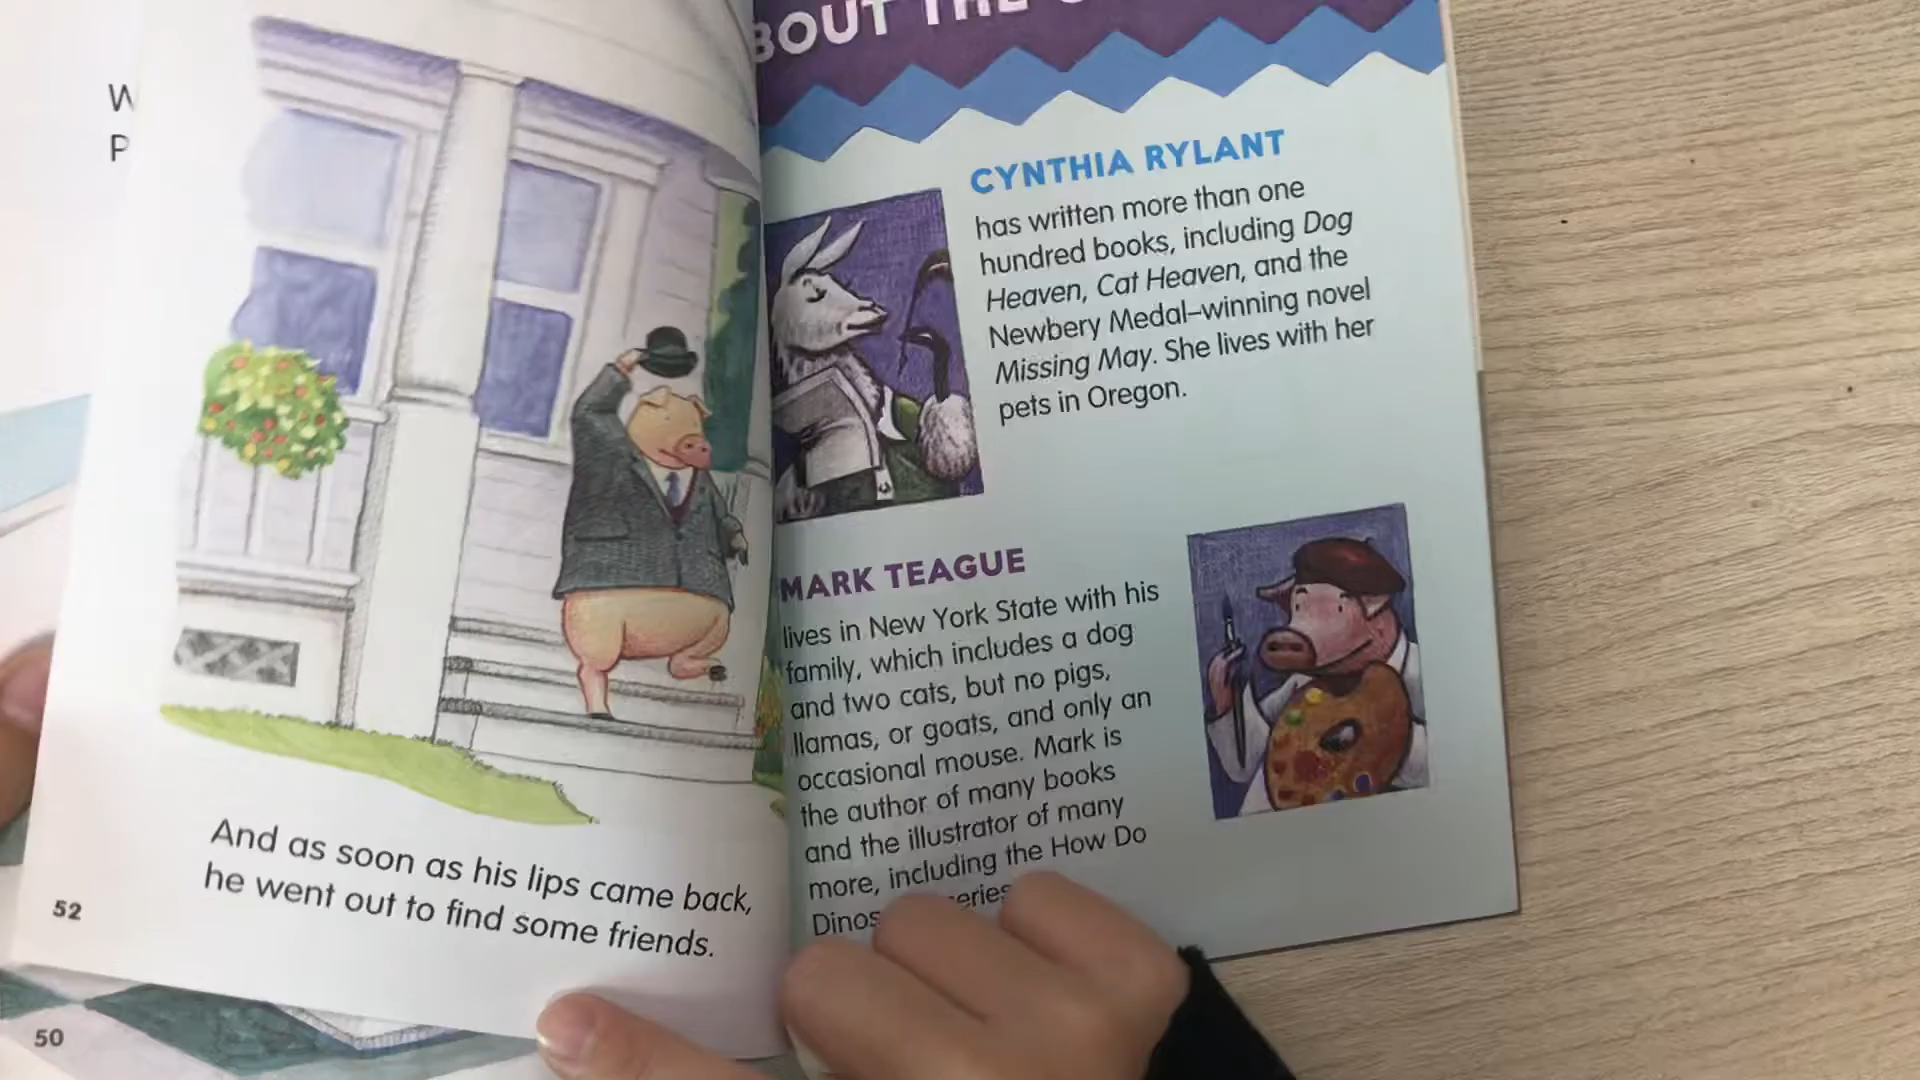 And as soon as his lips came back,
he went out to find some friends.
52
50
CYNTHIA RYLANT
has written more than one
hundred books, including Dog
Heaven, Cat Heaven, and the
Newbery Medal–winning novel
Missing May. She lives with her
pets in Oregon.
MARK TEAGUE
lives in New York State with his
family, which includes a dog
and two cats, but no pigs,
llamas, or goats, and only an
occasional mouse. Mark is
the author of many books
and the illustrator of many
more, including the How Do